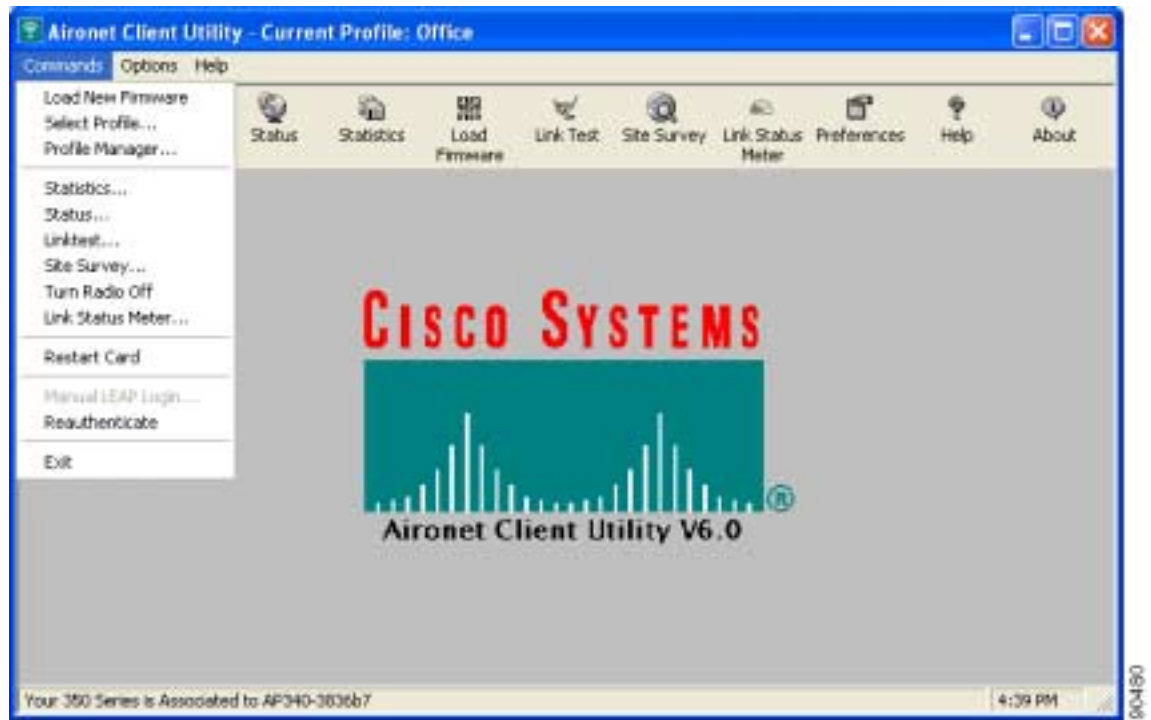 Aironet Client Utility - Current Profile: Office
Commands Options Help
Load New Firmware
Select Profile...
Profile Manager...
Statistics...
Status...
Linktest...
Site Survey...
Turn Radio Off
Link Status Meter...
Restart Card
Manual LEAP Login...
Reauthenticate
Exit
Status
Statistics
Load Firmware
Link Test
Site Survey
Link Status Meter
Preferences
Help
About
CISCO SYSTEMS
®
Aironet Client Utility V6.0
Your 350 Series is Associated to AP340-3836b7
4:39 PM
90480